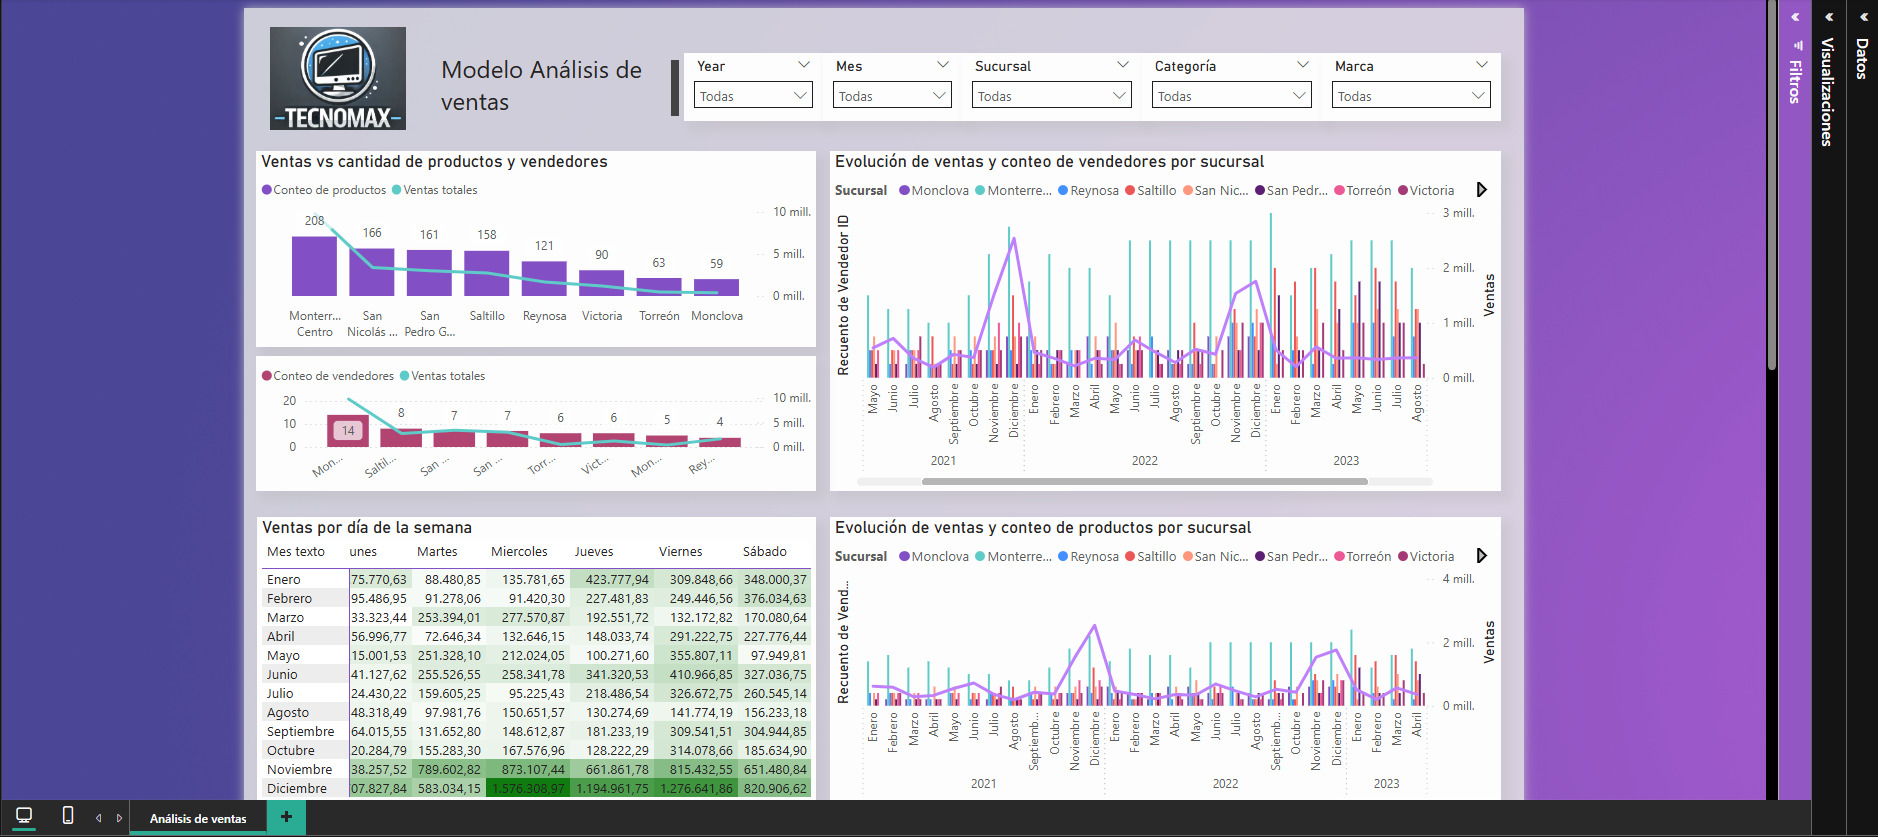 TECNOMAX
Modelo Análisis de
ventas
Year
Mes
Sucursal
Categoría
Marca
Todas
Todas
Todas
Todas
Todas
Ventas vs cantidad de productos y vendedores
Conteo de productos
Ventas totales
208
166
161
158
121
90
63
59
10 mill.
5 mill.
0 mill.
Monterr... San San Saltillo Reynosa Victoria Torreón Monclova
Centro Nicolás ... Pedro G...
Conteo de vendedores
Ventas totales
20
10
0
14
8
7
7
6
6
5
4
10 mill.
5 mill.
0 mill.
Mon...
Saltil...
San ...
San ...
Torr...
Vict...
Mon...
Rey...
Evolución de ventas y conteo de vendedores por sucursal
Sucursal Monclova Monterre... Reynosa Saltillo San Nic... San Pedr... Torreón Victoria
Recuento de Vendedor ID
3 mill.
2 mill.
1 mill.
0 mill.
Ventas
Mayo
Junio
Julio
Agosto
Septiembre
Octubre
Noviembre
Diciembre
Enero
Febrero
Marzo
Abril
Mayo
Junio
Julio
Agosto
Septiembre
Octubre
Noviembre
Diciembre
Enero
Febrero
Marzo
Abril
Mayo
Junio
Julio
Agosto
2021
2022
2023
Ventas por día de la semana
Mes texto unes Martes Miercoles Jueves Viernes Sábado
Enero 75.770,63 88.480,85 135.781,65 423.777,94 309.848,66 348.000,37
Febrero 95.486,95 91.278,06 91.420,30 227.481,83 249.446,56 376.034,63
Marzo 33.323,44 253.394,01 277.570,87 192.551,72 132.172,82 170.080,64
Abril 56.996,77 72.646,34 132.646,15 148.033,74 291.222,75 227.776,44
Mayo 15.001,53 251.328,10 212.024,05 100.271,60 355.807,11 97.949,81
Junio 41.127,62 255.526,55 258.341,78 341.320,53 410.966,85 327.036,75
Julio 24.430,22 159.605,25 95.225,43 218.486,54 326.672,75 260.545,14
Agosto 48.318,49 97.981,76 150.651,57 130.274,69 141.774,19 156.233,18
Septiembre 64.015,55 131.652,80 148.612,87 181.233,19 309.541,51 304.944,85
Octubre 20.284,79 155.283,30 167.576,96 128.222,29 314.078,66 185.634,90
Noviembre 38.257,52 789.602,82 873.107,44 661.861,78 815.432,55 651.480,84
Diciembre 07.827,84 583.034,15 1.576.308,97 1.194.961,75 1.276.641,86 820.906,62
Evolución de ventas y conteo de productos por sucursal
Sucursal Monclova Monterre... Reynosa Saltillo San Nic... San Pedr... Torreón Victoria
Recuento de Vend...
4 mill.
2 mill.
0 mill.
Ventas
Enero
Febrero
Marzo
Abril
Mayo
Junio
Julio
Agosto
Septiemb...
Octubre
Noviembre
Diciembre
Enero
Febrero
Marzo
Abril
Mayo
Junio
Julio
Agosto
Septiemb...
Octubre
Noviembre
Diciembre
Enero
Febrero
Marzo
Abril
2021
2022
2023
Filtros
Visualizaciones
Datos
Análisis de ventas